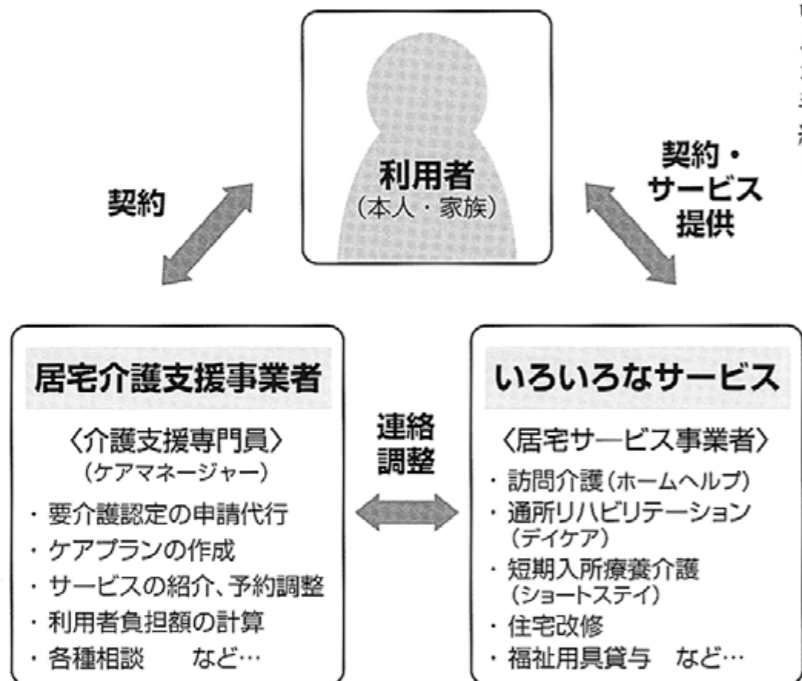 利用者
(本人・家族)
契約
契約・
サービス
提供
居宅介護支援事業者
〈介護支援専門員〉
(ケアマネージャー)
・要介護認定の申請代行
・ケアプランの作成
・サービスの紹介、予約調整
・利用者負担額の計算
・各種相談　など…
連絡
調整
いろいろなサービス
〈居宅サービス事業者〉
・訪問介護(ホームヘルプ)
・通所リハビリテーション
(デイケア)
・短期入所療養介護
(ショートステイ)
・住宅改修
・福祉用具貸与　など…